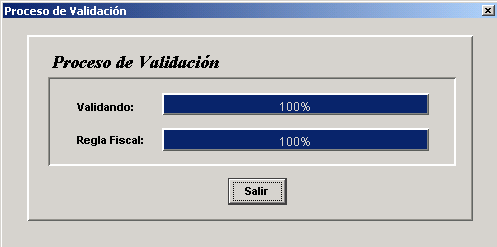 Proceso de Validación
Proceso de Validación
Validando: 100%
Regla Fiscal: 100%
Salir